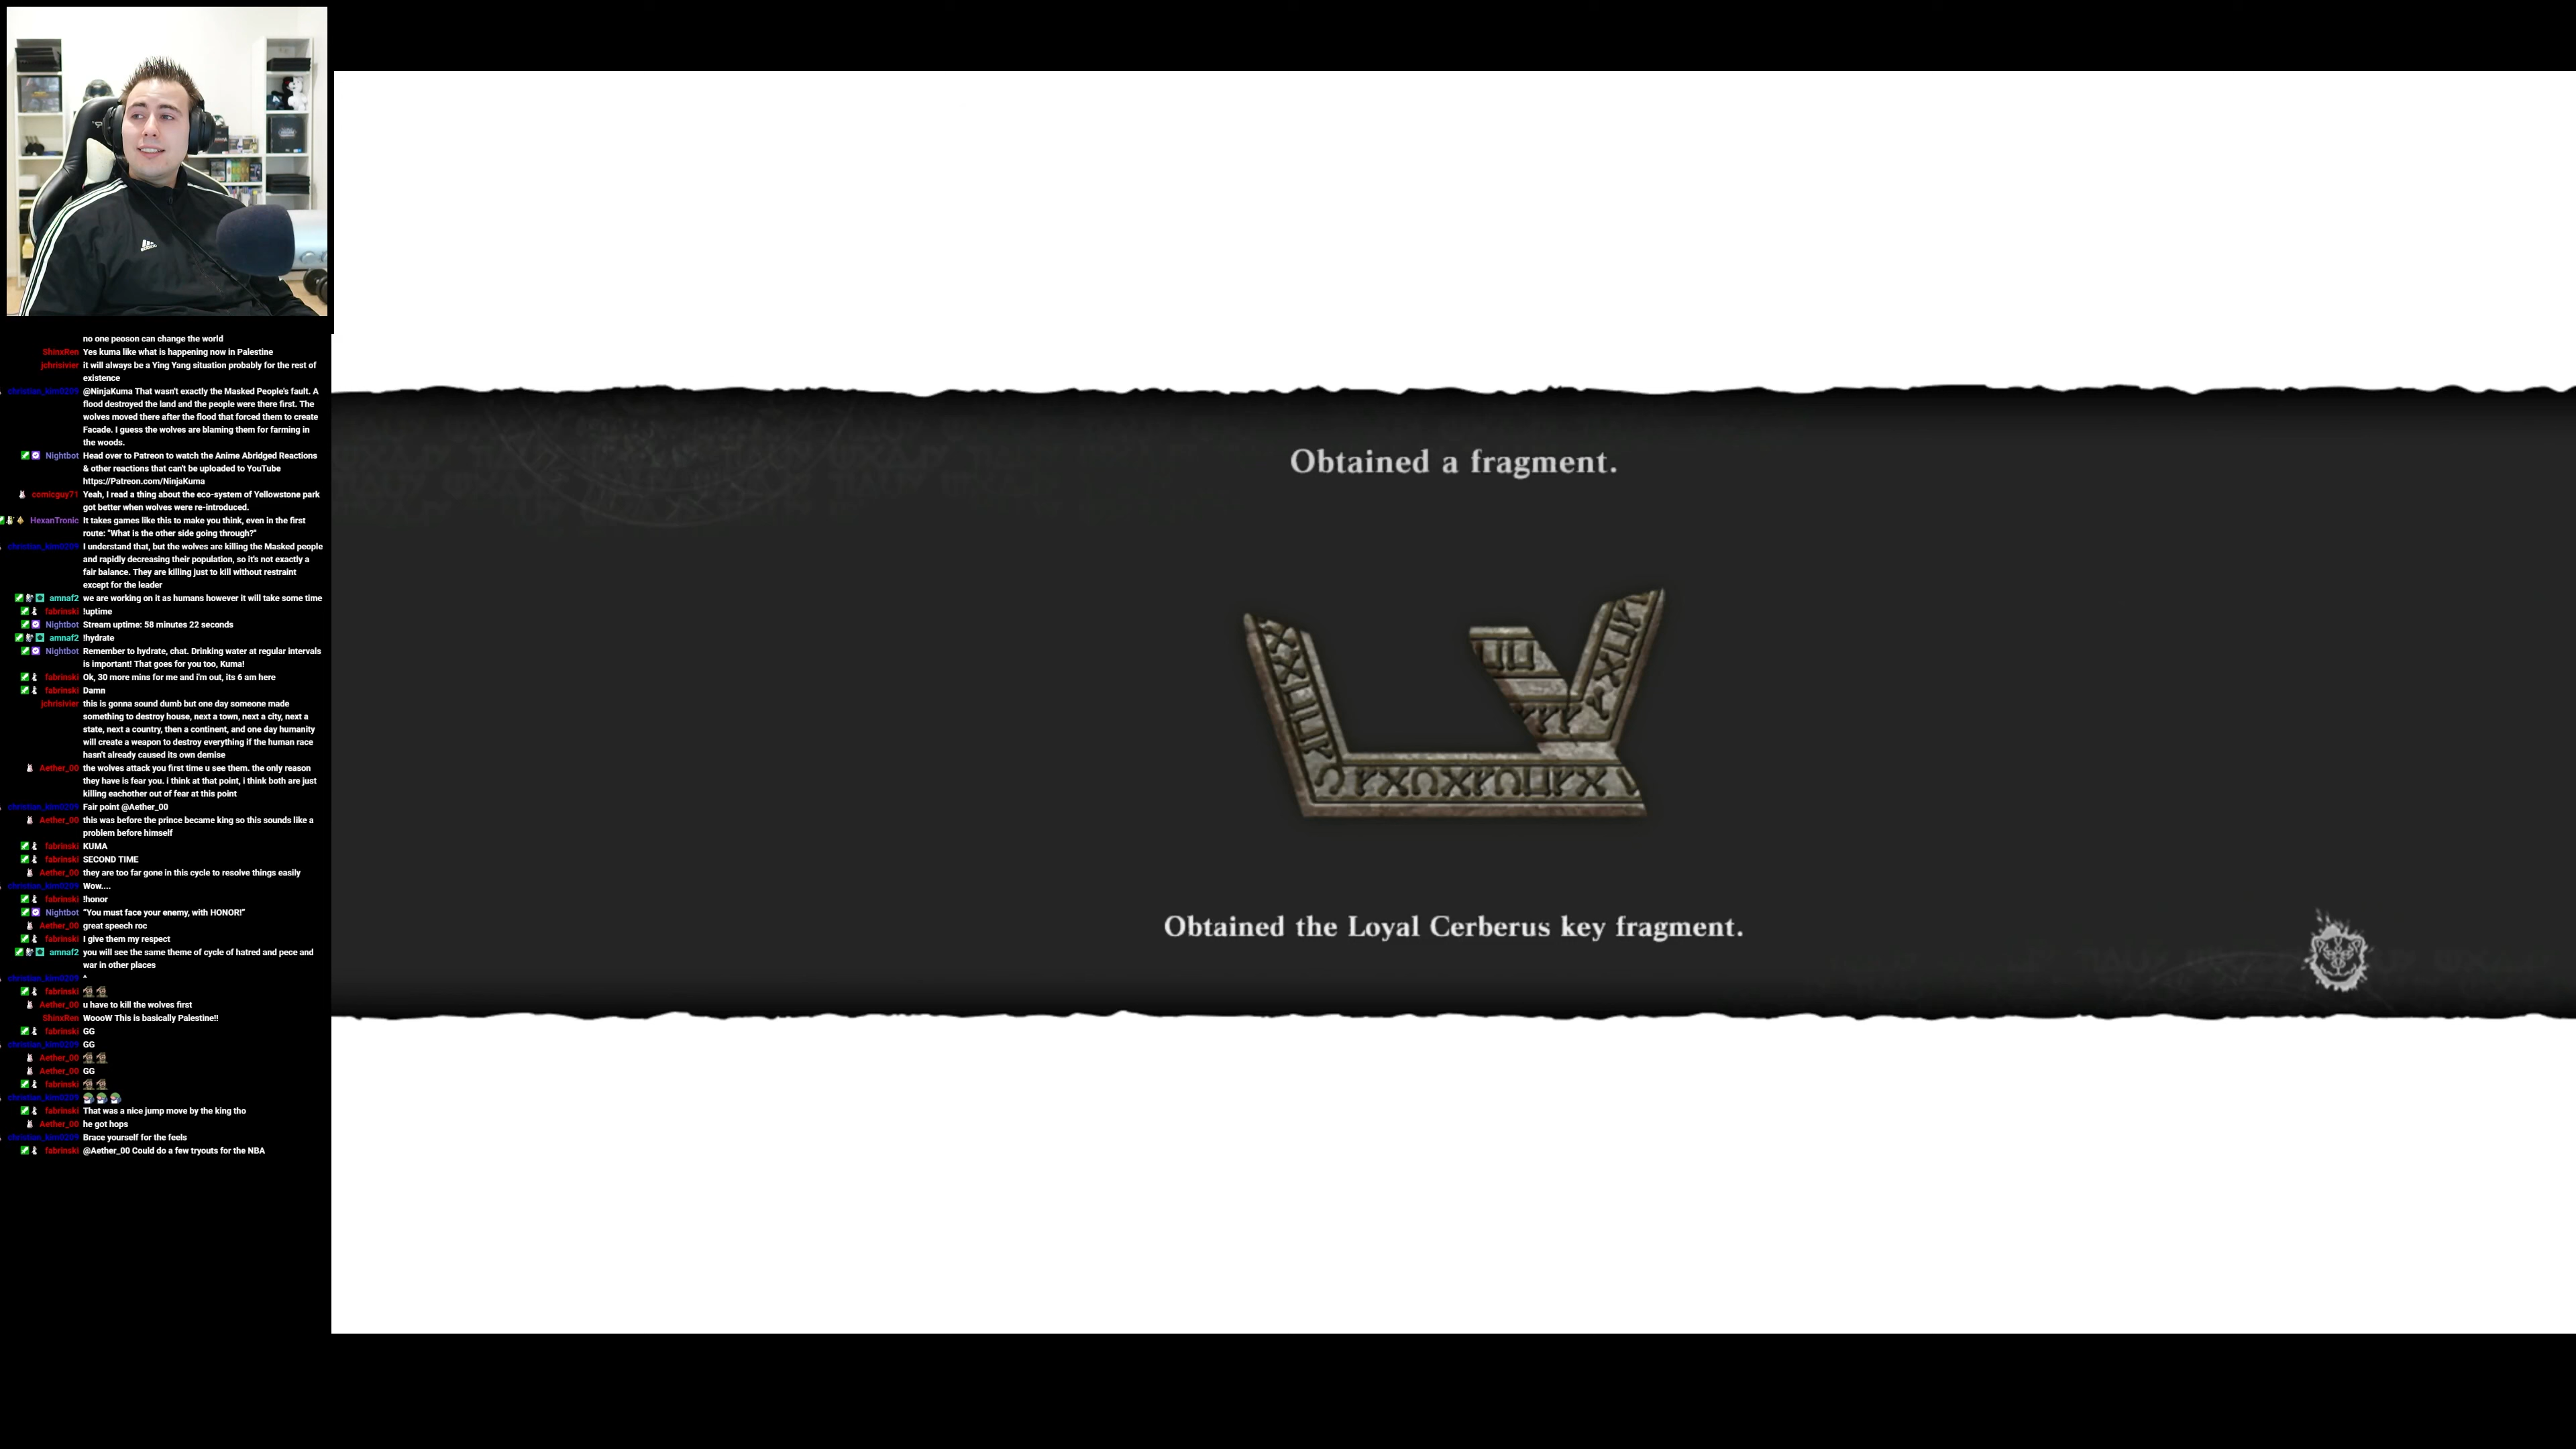 no one peoson can change the world
ShinxRen Yes kuma like what is happening now in Palestine
jchrisivier it will always be a Ying Yang situation probably for the rest of
existence
@NinjaKuma That wasn't exactly the Masked People's fault. A
flood destroyed the land and the people were there first. The
wolves moved there after the flood that forced them to create
Facade. I guess the wolves are blaming them for farming in
the woods.
Nightbot Head over to Patreon to watch the Anime Abridged Reactions
& other reactions that can't be uploaded to YouTube
https://Patreon.com/NinjaKuma
comicguy71 Yeah, I read a thing about the eco-system of Yellowstone park
got better when wolves were re-introduced.
HexanTronic It takes games like this to make you think, even in the first
route: "What is the other side going through?"
I understand that, but the wolves are killing the Masked people
and rapidly decreasing their population, so it's not exactly a
fair balance. They are killing just to kill without restraint
except for the leader
amnaf2 we are working on it as humans however it will take some time
fabrinski !uptime
Nightbot Stream uptime: 58 minutes 22 seconds
amnaf2 !hydrate
Nightbot Remember to hydrate, chat. Drinking water at regular intervals
is important! That goes for you too, Kuma!
fabrinski Ok, 30 more mins for me and i'm out, its 6 am here
fabrinski Damn
jchrisivier this is gonna sound dumb but one day someone made
something to destroy house, next a town, next a city, next a
state, next a country, then a continent, and one day humanity
will create a weapon to destroy everything if the human race
hasn't already caused its own demise
Aether_00 the wolves attack you first time u see them. the only reason
they have is fear you. i think at that point, i think both are just
killing eachother out of fear at this point
Fair point @Aether_00
Aether_00 this was before the prince became king so this sounds like a
problem before himself
fabrinski KUMA
fabrinski SECOND TIME
Aether_00 they are too far gone in this cycle to resolve things easily
Wow....
fabrinski !honor
Nightbot "You must face your enemy, with HONOR!"
Aether_00 great speech roc
fabrinski I give them my respect
amnaf2 you will see the same theme of cycle of hatred and pece and
war in other places
^
fabrinski
Aether_00 u have to kill the wolves first
ShinxRen WoooW This is basically Palestine!!
fabrinski GG
GG
Aether_00
Aether_00 GG
fabrinski
fabrinski That was a nice jump move by the king tho
Aether_00 he got hops
Brace yourself for the feels
fabrinski @Aether_00 Could do a few tryouts for the NBA
Obtained a fragment.
Obtained the Loyal Cerberus key fragment.